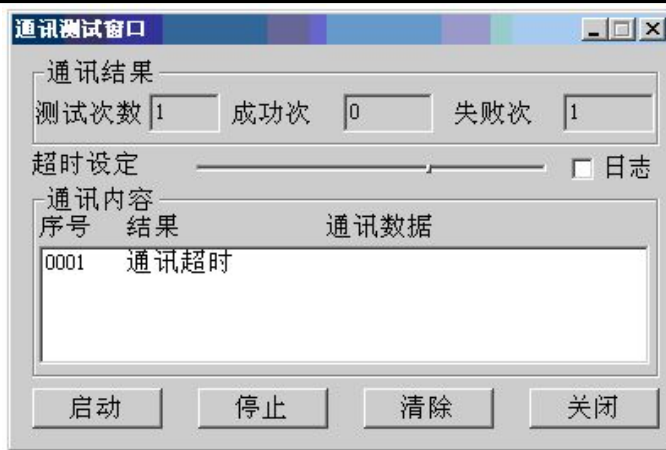 通讯测试窗口
通讯结果
测试次数 1 成功次 0 失败次 1
超时设定 日志
通讯内容
序号 结果 通讯数据
0001 通讯超时
启动 停止 清除 关闭